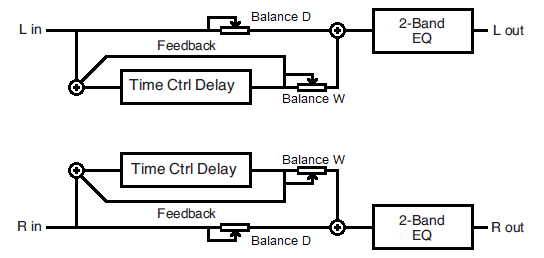 L in
Balance D
2-Band
EQ
L out
Feedback
Time Ctrl Delay
Balance W
Time Ctrl Delay
Balance W
Feedback
R in
Balance D
2-Band
EQ
R out